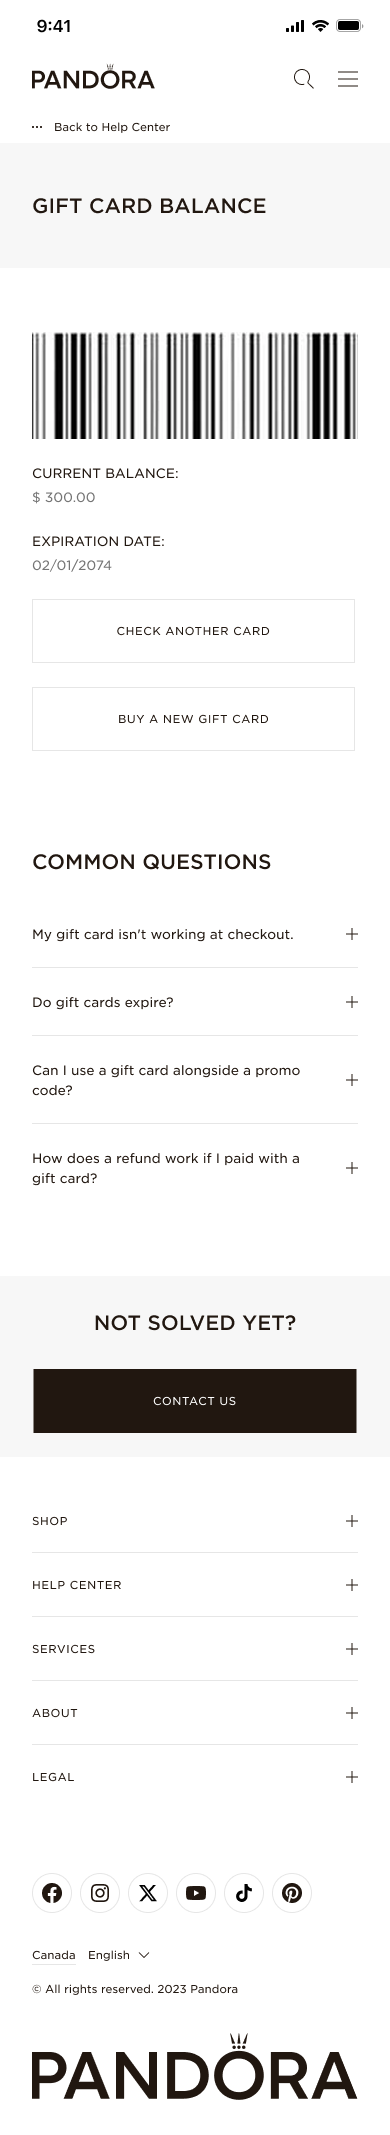 9:41
PANDORA
Back to Help Center
GIFT CARD BALANCE
CURRENT BALANCE:
$ 300.00
EXPIRATION DATE:
02/01/2074
CHECK ANOTHER CARD
BUY A NEW GIFT CARD
COMMON QUESTIONS
My gift card isn't working at checkout.
Do gift cards expire?
Can I use a gift card alongside a promo
code?
How does a refund work if I paid with a
gift card?
NOT SOLVED YET?
CONTACT US
SHOP
HELP CENTER
SERVICES
ABOUT
LEGAL
Canada English
© All rights reserved. 2023 Pandora
PANDORA